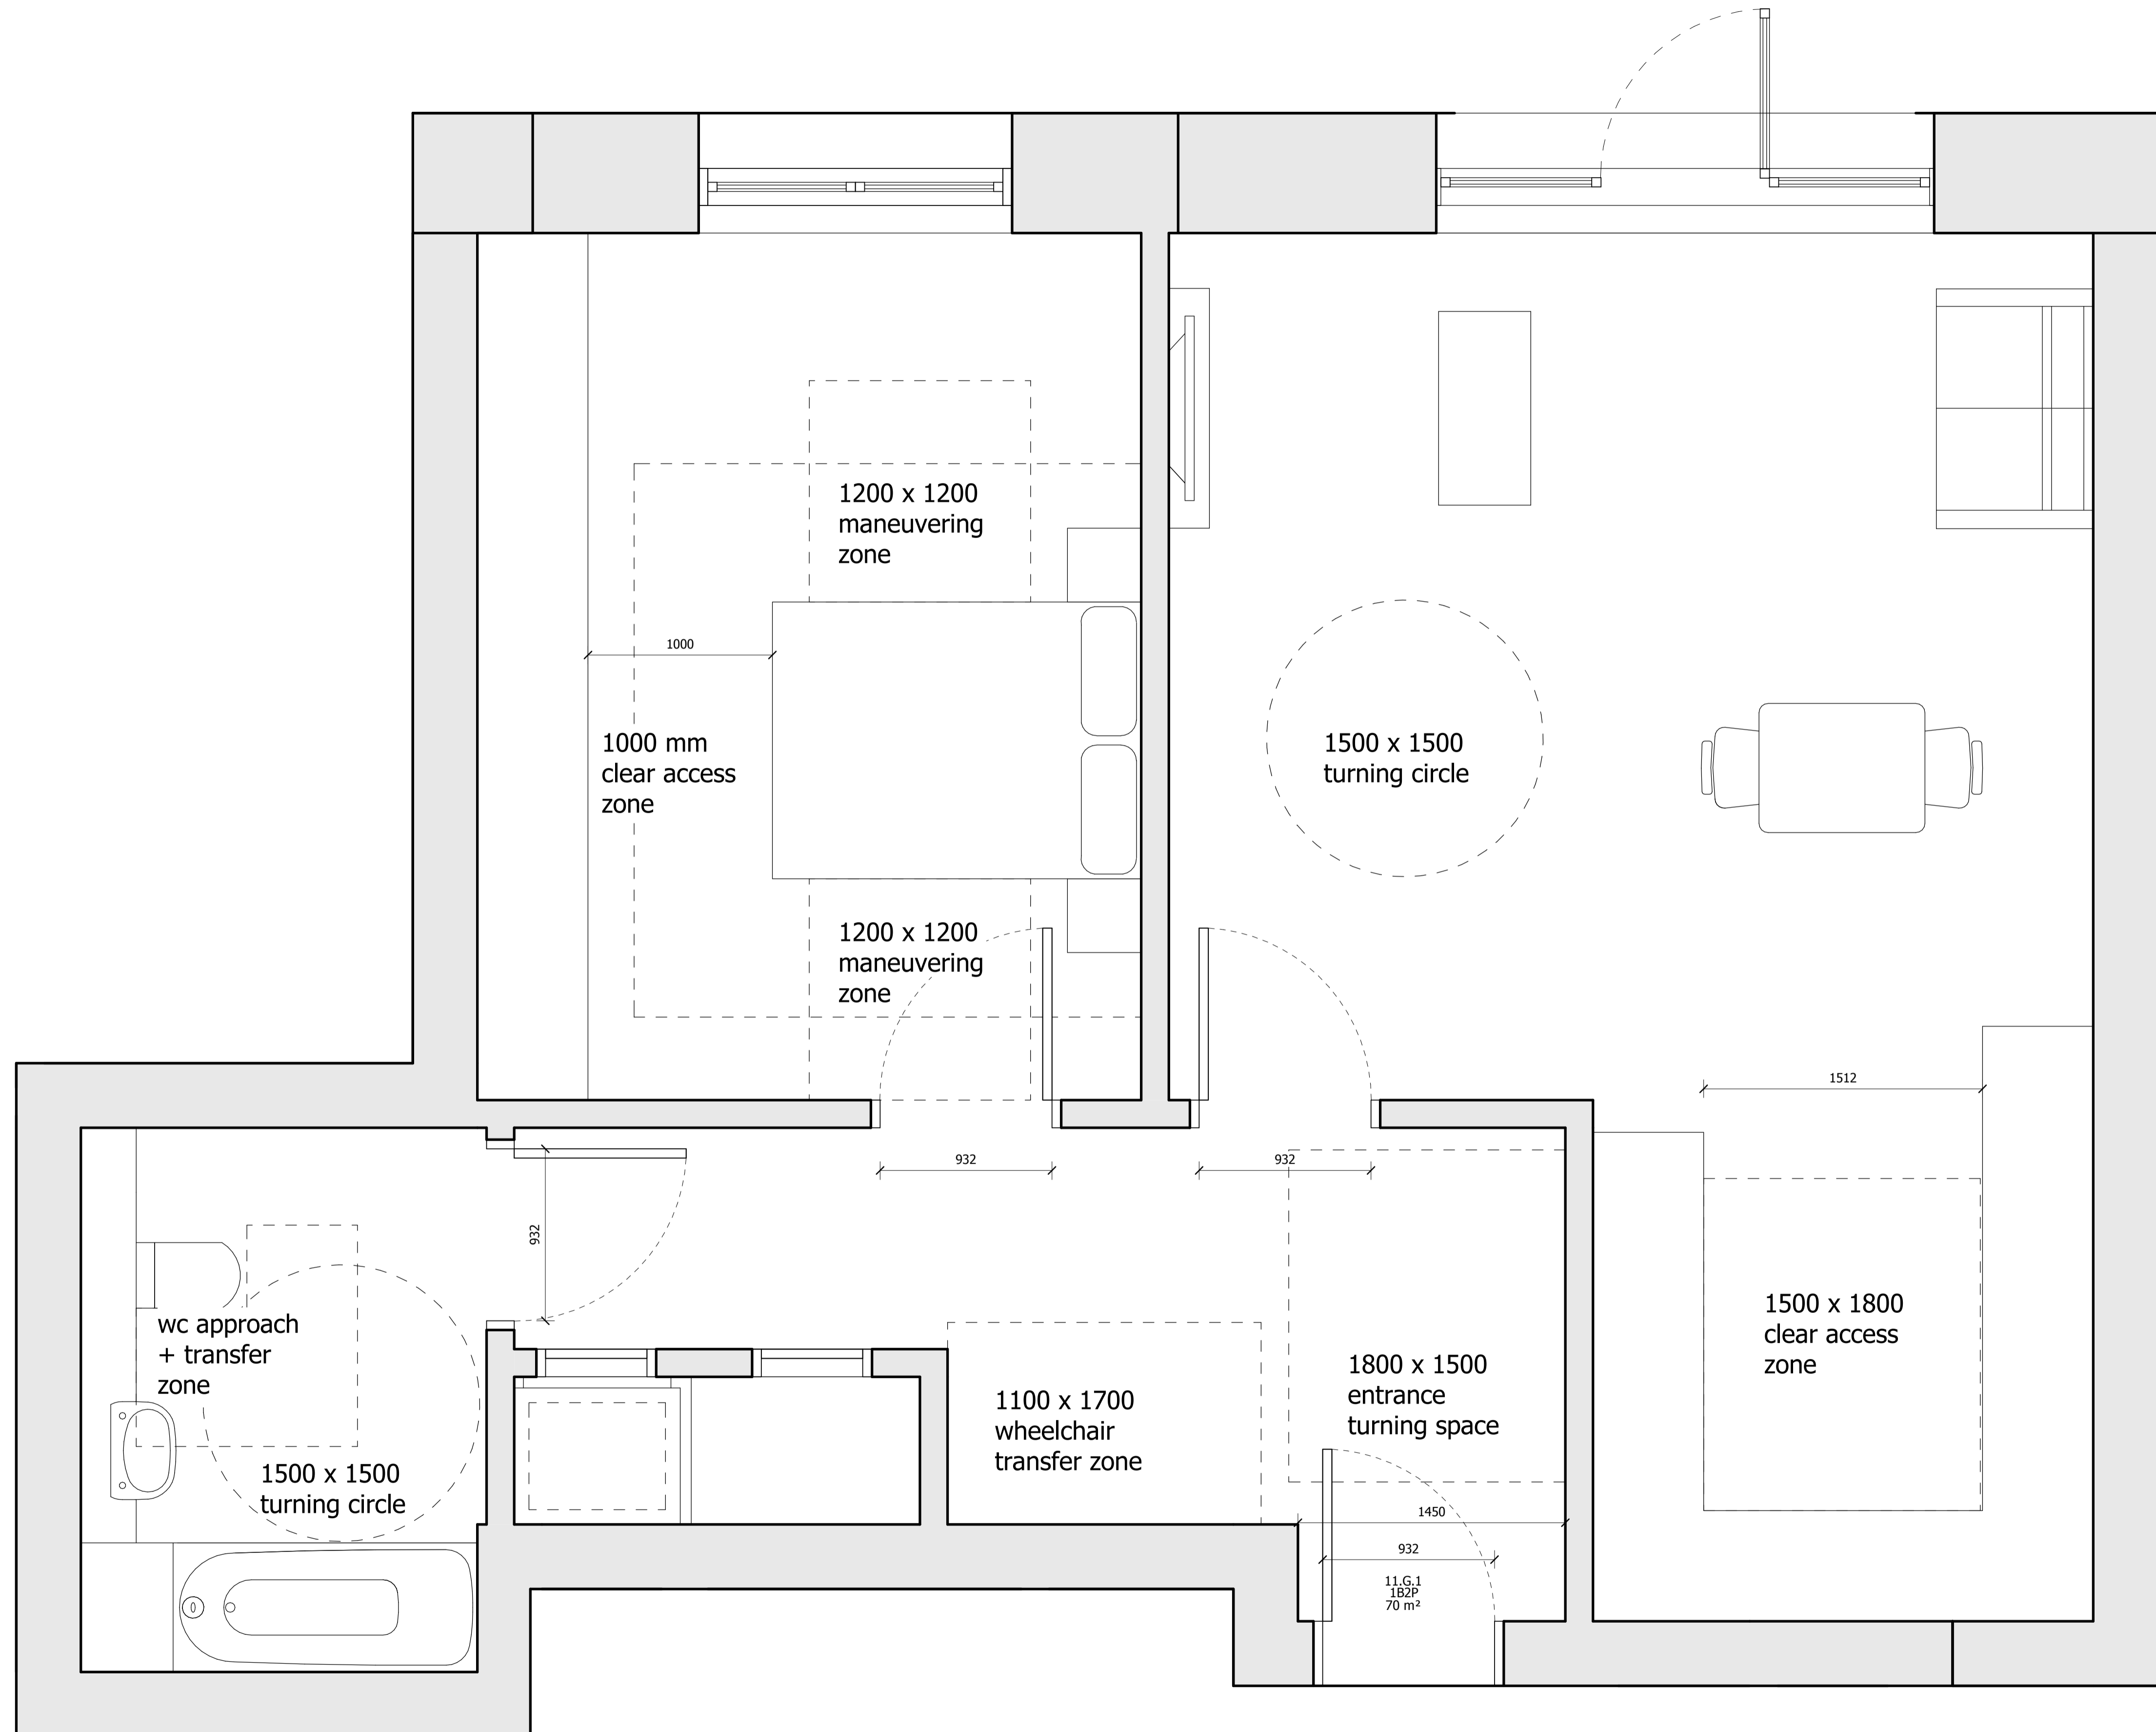 1200 x 1200
maneuvering
zone
1000
1000 mm
clear access
zone
1500 x 1500
turning circle
1200 x 1200
maneuvering
zone
1512
932
932
932
1500 x 1800
clear access
zone
wc approach
+ transfer
zone
1800 x 1500
entrance
turning space
1100 x 1700
wheelchair
transfer zone
1500 x 1500
turning circle
1450
932
11.G.1
1B2P
70 m²